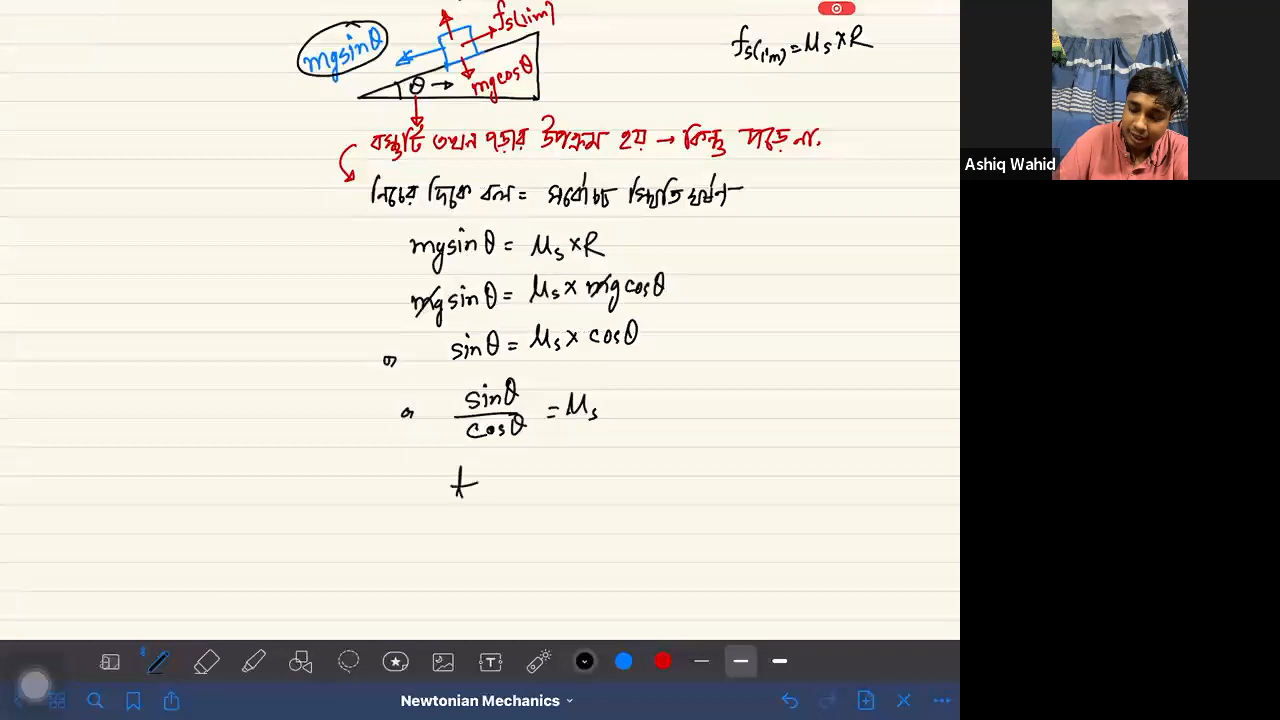 fs(lim)
mgsinθ
fs(lim) = μs×R
mgcosθ
θ
বস্তুটি তখন পড়ার উপক্রম হয় → কিন্তু পড়ে না.
নিচের দিকে বল = সর্বোচ্চ স্থিতি ঘর্ষণ
mgsinθ = μs×R
mgsinθ = μs × mgcosθ
বা sinθ = μs × cosθ
বা sinθ/cosθ = μs
t
Ashiq Wahid
Newtonian Mechanics